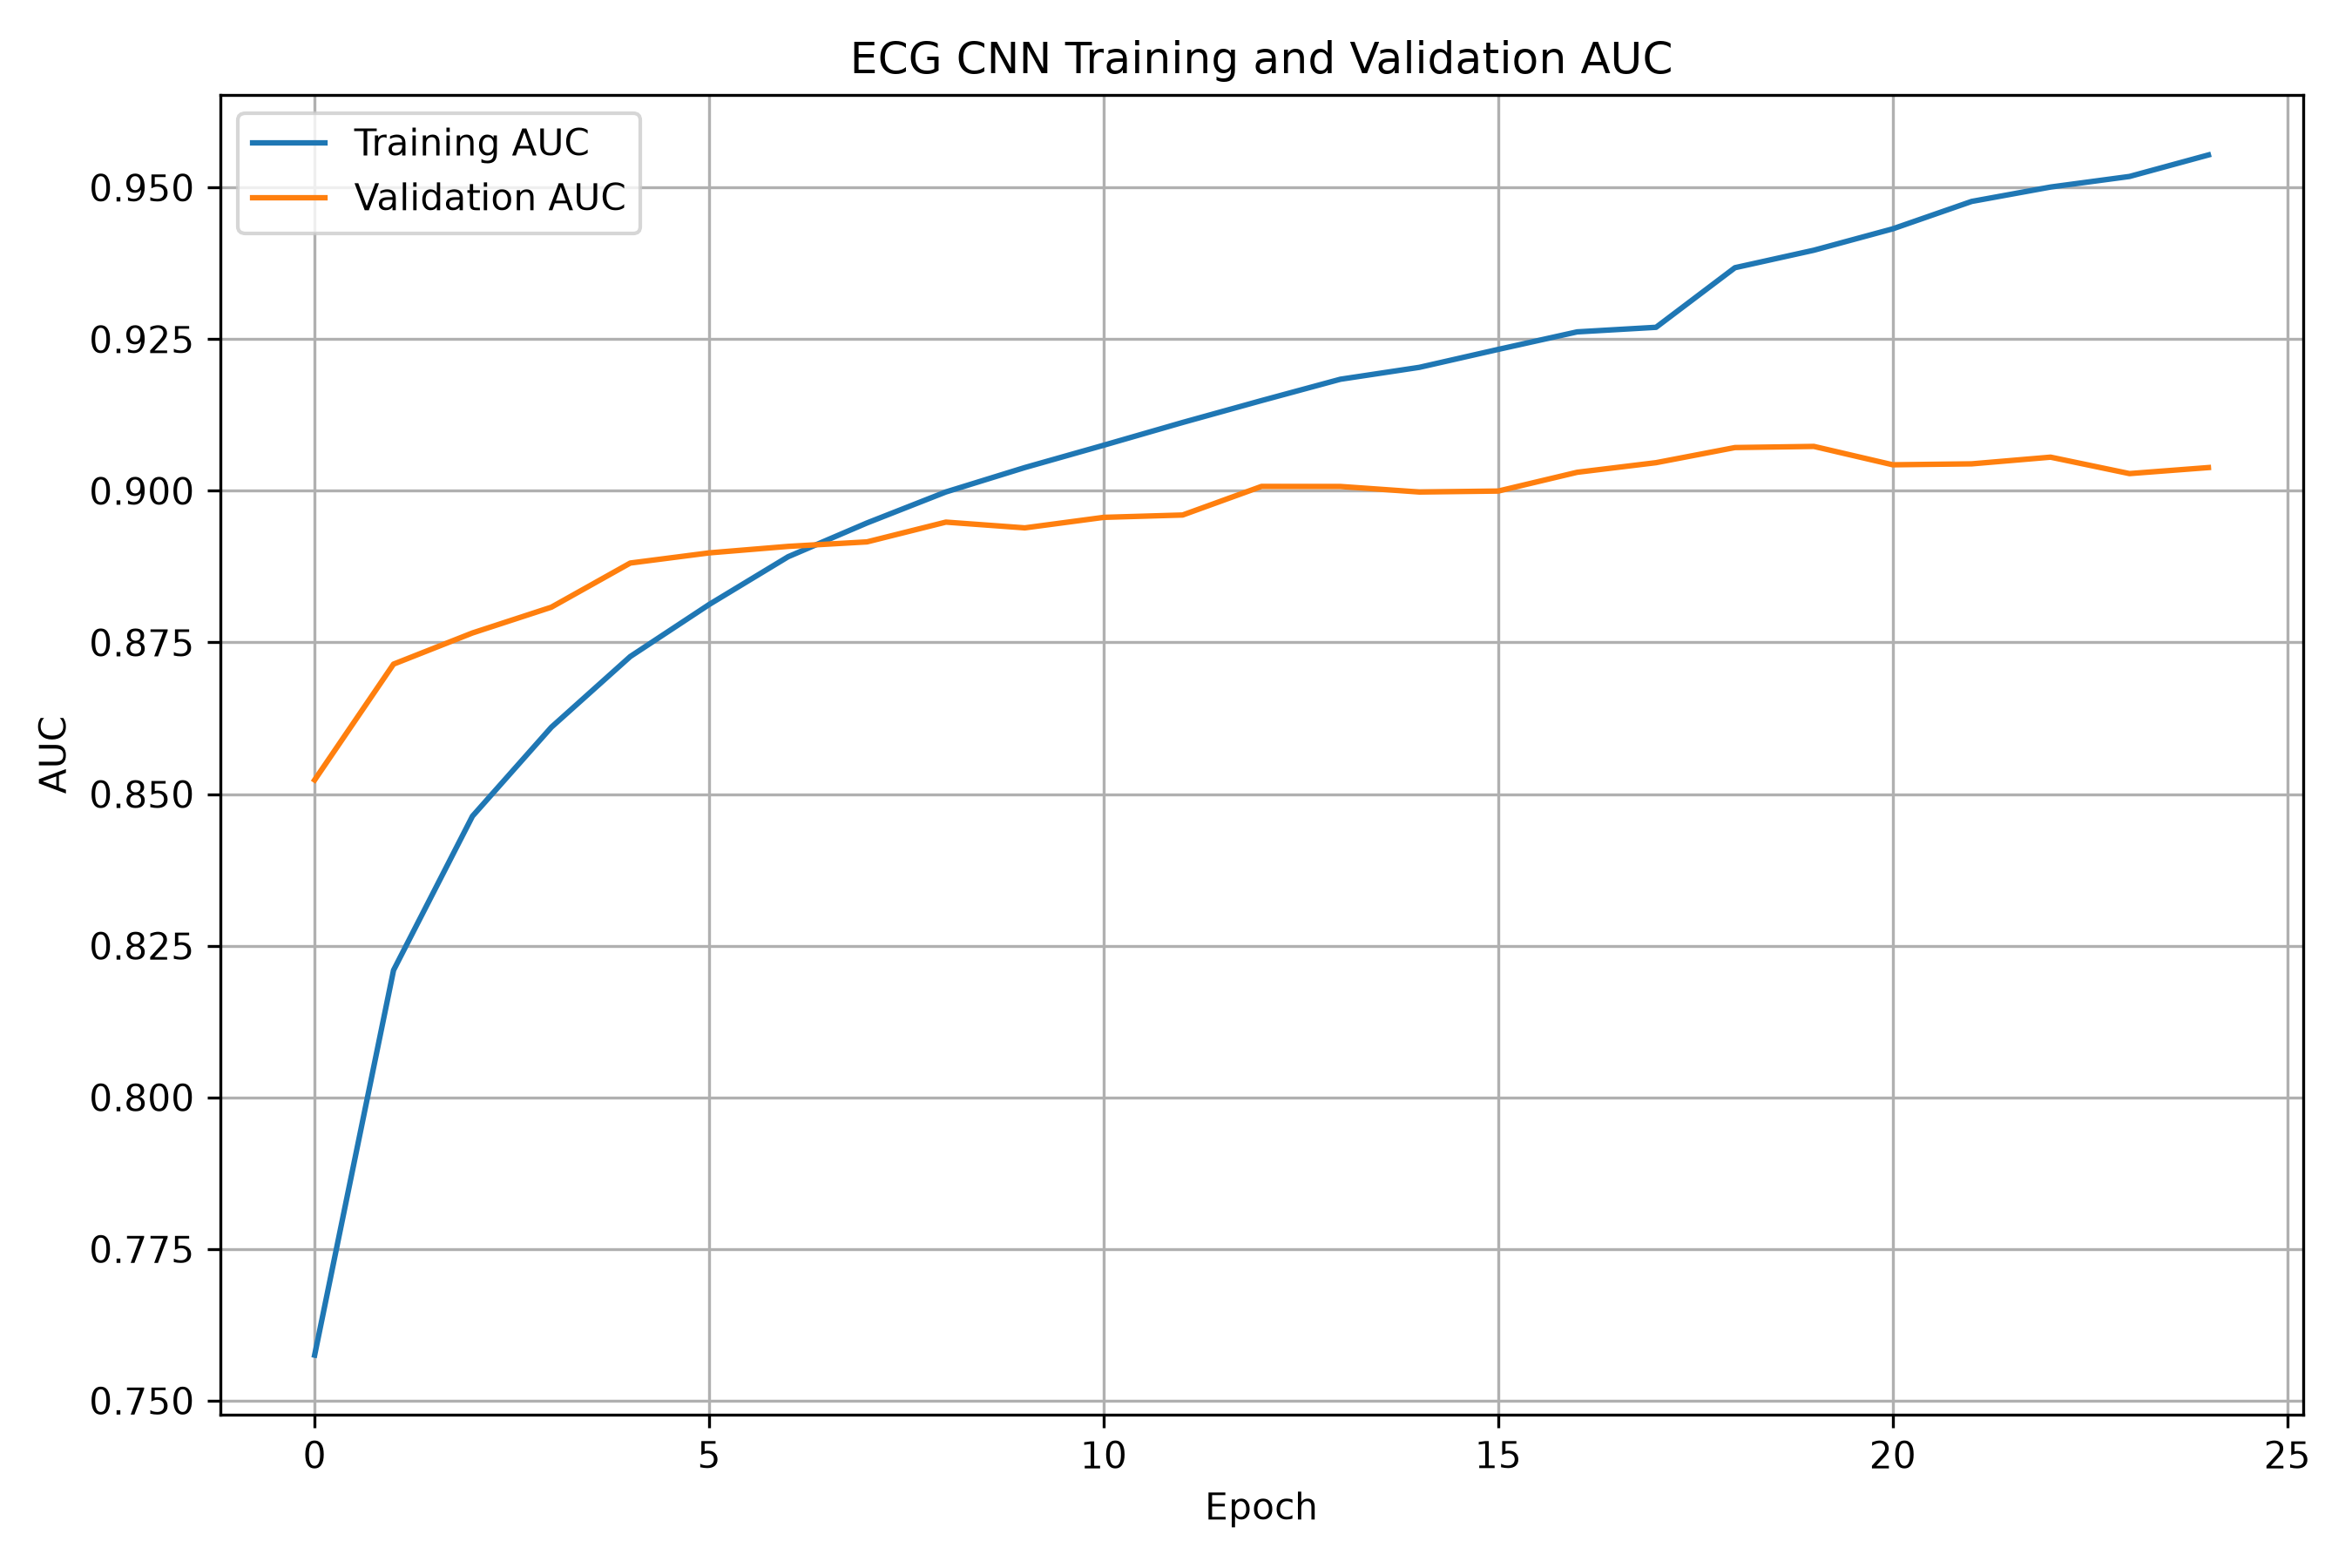 ECG CNN Training and Validation AUC
Training AUC
Validation AUC
0.950
0.925
0.900
0.875
0.850
0.825
0.800
0.775
0.750
AUC
0 5 10 15 20 25
Epoch